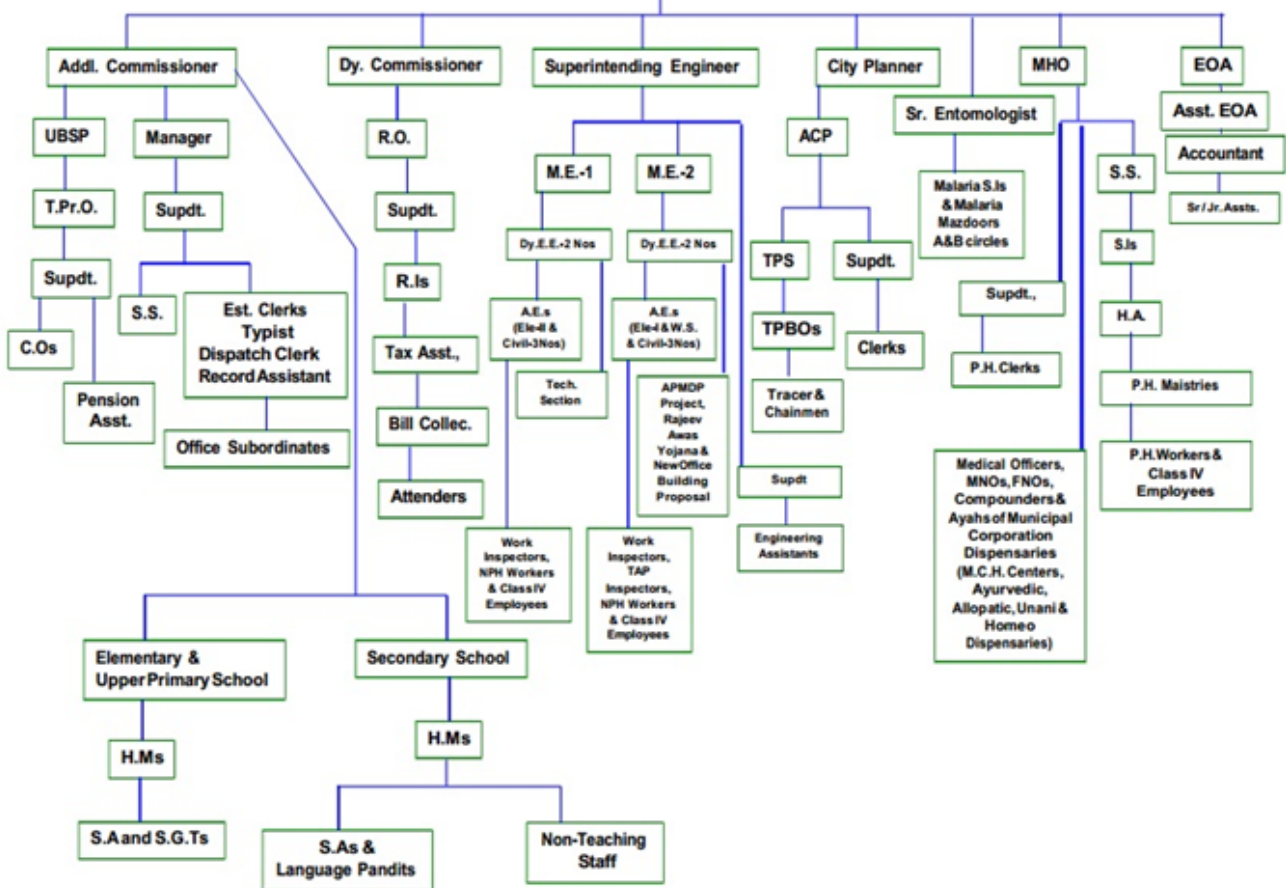 Addl. Commissioner
Dy. Commissioner
Superintending Engineer
City Planner
MHO
EOA
Asst. EOA
Sr. Entomologist
UBSP
Manager
R.O.
ACP
Accountant
M.E.-1
M.E.-2
S.S.
Malaria S.Is
& Malaria
Mazdoors
A&B circles
Sr / Jr. Assts.
T.Pr.O.
Supdt.
Supdt.
Dy.E.E.-2 Nos
Dy.E.E.-2 Nos
S.Is
TPS
Supdt.
Supdt.
R.Is
Supdt.,
S.S.
Est. Clerks
Typist
Dispatch Clerk
Record Assistant
A.E.s
(Ele-II &
Civil-3Nos)
A.E.s
(Ele-I & W.S.
& Civil-3Nos)
H.A.
C.Os
Tax Asst.,
TPBOs
Clerks
P.H. Clerks
Pension
Asst.
Tech.
Section
APMDP
Project,
Rajeev
Awas
Yojana &
NewOffice
Building
Proposal
Tracer &
Chainmen
P.H. Maistries
Office Subordinates
Bill Collec.
Attenders
Supdt
Medical Officers,
MNOs, FNOs,
Compounders &
Ayahs of Municipal
Corporation
Dispensaries
(M.C.H. Centers,
Ayurvedic,
Allopatic, Unani &
Homeo
Dispensaries)
P.H.Workers &
Class IV
Employees
Work
Inspectors,
NPH Workers
& Class IV
Employees
Work
Inspectors,
TAP
Inspectors,
NPH Workers
& Class IV
Employees
Engineering
Assistants
Elementary &
Upper Primary School
Secondary School
H.Ms
H.Ms
S.A and S.G.Ts
S.As &
Language Pandits
Non-Teaching
Staff